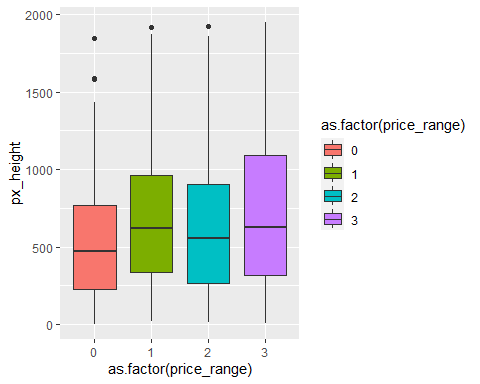 2000
1500
1000
500
0
px_height
0 1 2 3
as.factor(price_range)
as.factor(price_range)
0
1
2
3